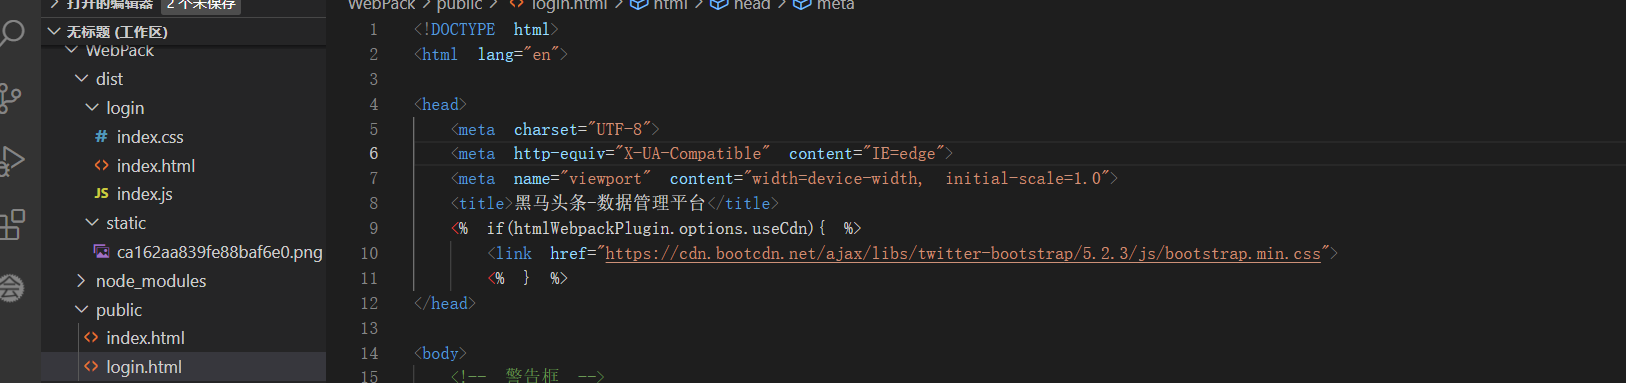 打开的编辑器 2 个未保存
无标题 (工作区)
WebPack
dist
login
index.css
index.html
JS index.js
static
ca162aa839fe88baf6e0.png
node_modules
public
index.html
login.html
会
WebPack > public > login.html > html > head > meta
1 <!DOCTYPE html>
2 <html lang="en">
3
4 <head>
5 <meta charset="UTF-8">
6 <meta http-equiv="X-UA-Compatible" content="IE=edge">
7 <meta name="viewport" content="width=device-width, initial-scale=1.0">
8 <title>黑马头条-数据管理平台</title>
9 <% if(htmlWebpackPlugin.options.useCdn){ %>
10 <link href="https://cdn.bootcdn.net/ajax/libs/twitter-bootstrap/5.2.3/js/bootstrap.min.css">
11 <% } %>
12 </head>
13
14 <body>
15 <!-- 警告框 -->